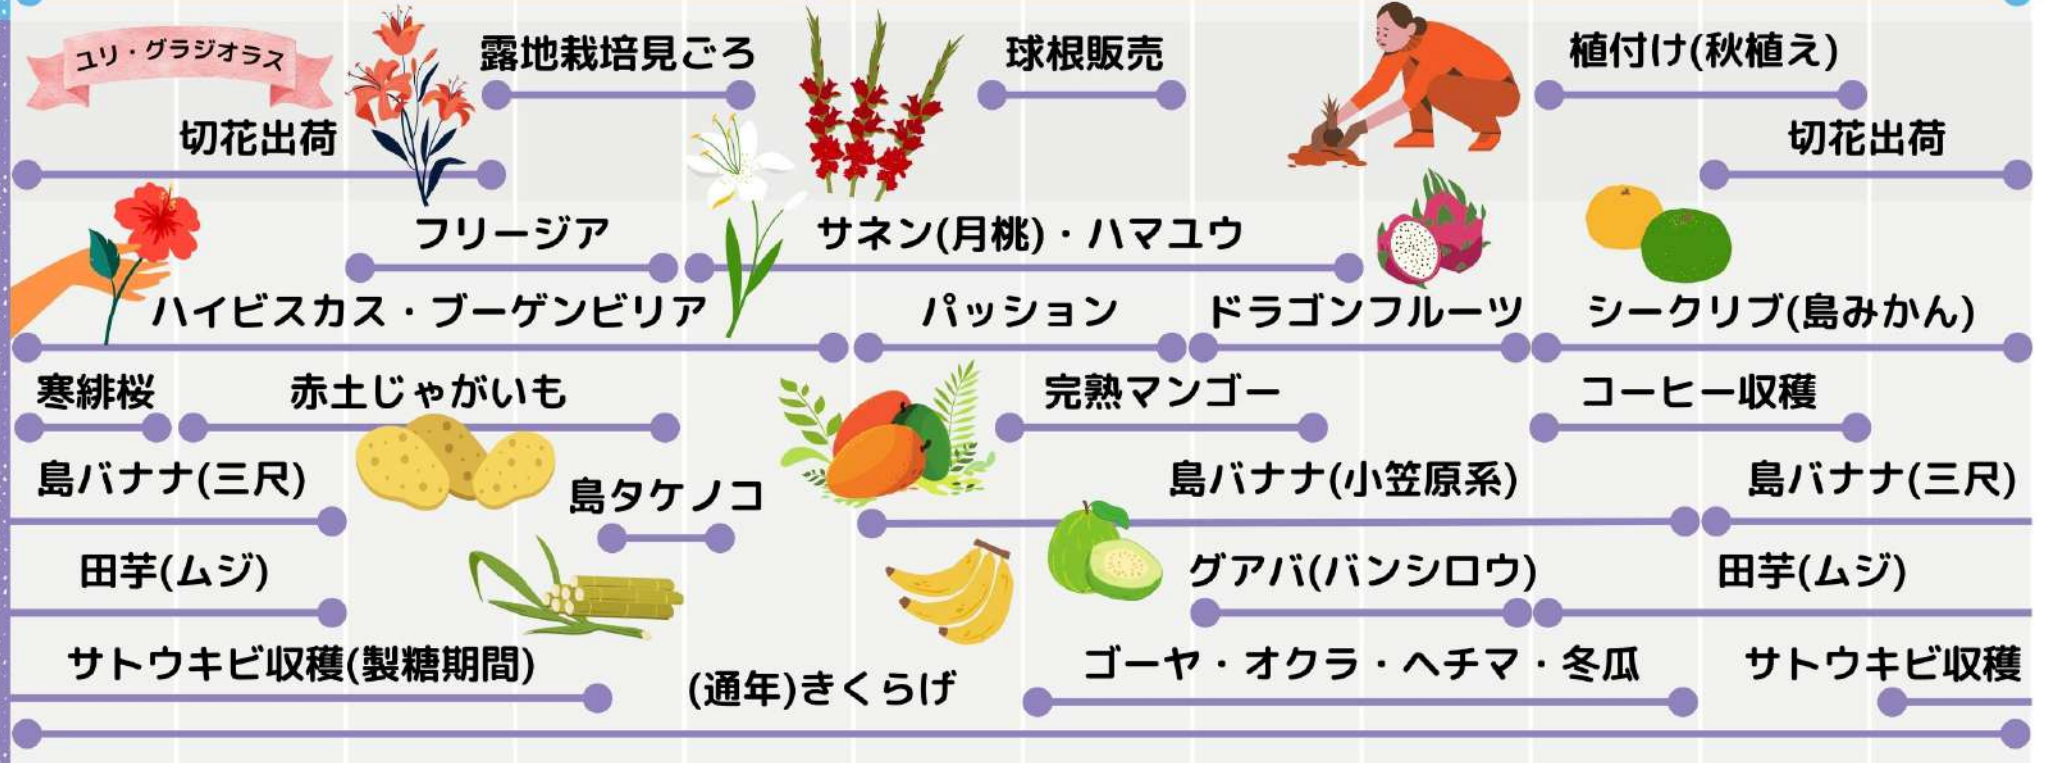 ユリ・グラジオラス
露地栽培見ごろ
球根販売
植付け(秋植え)
切花出荷
切花出荷
フリージア
サネン(月桃)・ハマユウ
ハイビスカス・ブーゲンビリア
パッション
ドラゴンフルーツ
シークリブ(島みかん)
寒緋桜
赤土じゃがいも
完熟マンゴー
コーヒー収穫
島バナナ(三尺)
島タケノコ
島バナナ(小笠原系)
島バナナ(三尺)
田芋(ムジ)
グアバ(バンシロウ)
田芋(ムジ)
サトウキビ収穫(製糖期間)
(通年)きくらげ
ゴーヤ・オクラ・ヘチマ・冬瓜
サトウキビ収穫